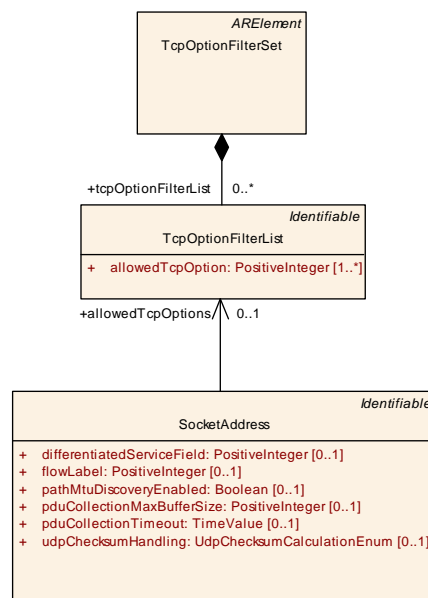 ARElement
TcpOptionFilterSet
+tcpOptionFilterList 0..*
Identifiable
TcpOptionFilterList
+ allowedTcpOption: PositiveInteger [1..*]
+allowedTcpOptions 0..1
Identifiable
SocketAddress
+ differentiatedServiceField: PositiveInteger [0..1]
+ flowLabel: PositiveInteger [0..1]
+ pathMtuDiscoveryEnabled: Boolean [0..1]
+ pduCollectionMaxBufferSize: PositiveInteger [0..1]
+ pduCollectionTimeout: TimeValue [0..1]
+ udpChecksumHandling: UdpChecksumCalculationEnum [0..1]